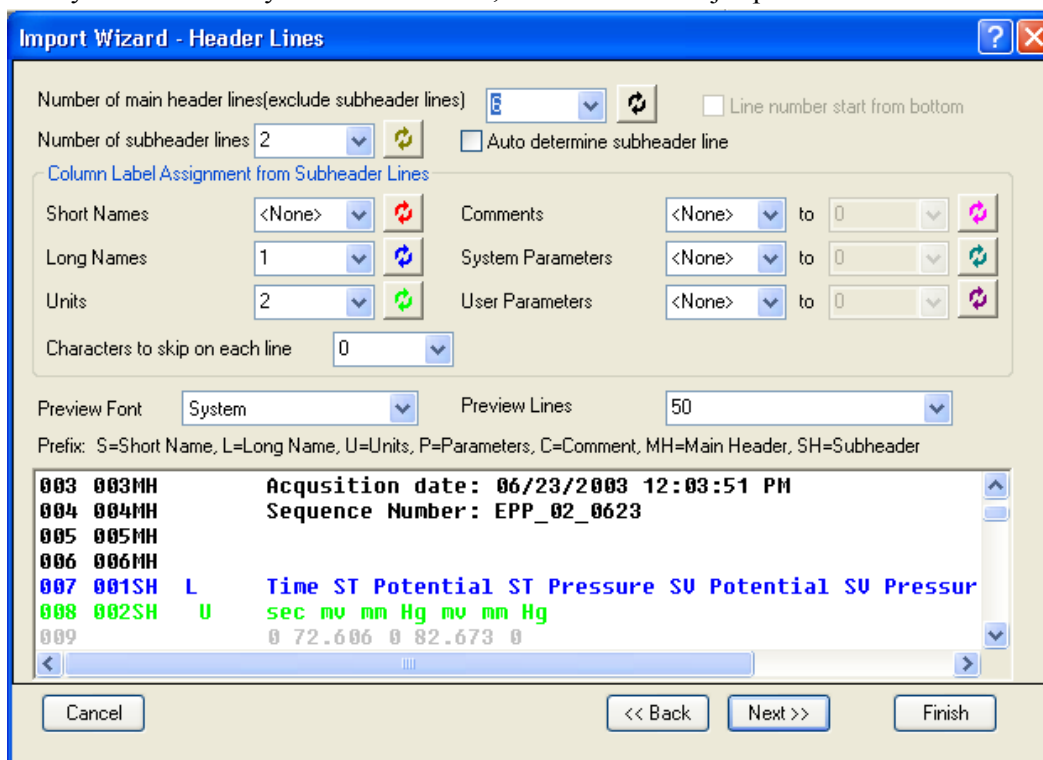 Import Wizard - Header Lines
Number of main header lines(exclude subheader lines) 6 Line number start from bottom
Number of subheader lines 2 Auto determine subheader line
Column Label Assignment from Subheader Lines
Short Names <None> Comments <None> to 0
Long Names 1 System Parameters <None> to 0
Units 2 User Parameters <None> to 0
Characters to skip on each line 0
Preview Font System Preview Lines 50
Prefix: S=Short Name, L=Long Name, U=Units, P=Parameters, C=Comment, MH=Main Header, SH=Subheader
003 003MH Acqusition date: 06/23/2003 12:03:51 PM
004 004MH Sequence Number: EPP_02_0623
005 005MH
006 006MH
007 001SH L Time ST Potential ST Pressure SV Potential SV Pressur
008 002SH U sec mv mm Hg mv mm Hg
009 0 72.606 0 82.673 0
Cancel << Back Next >> Finish